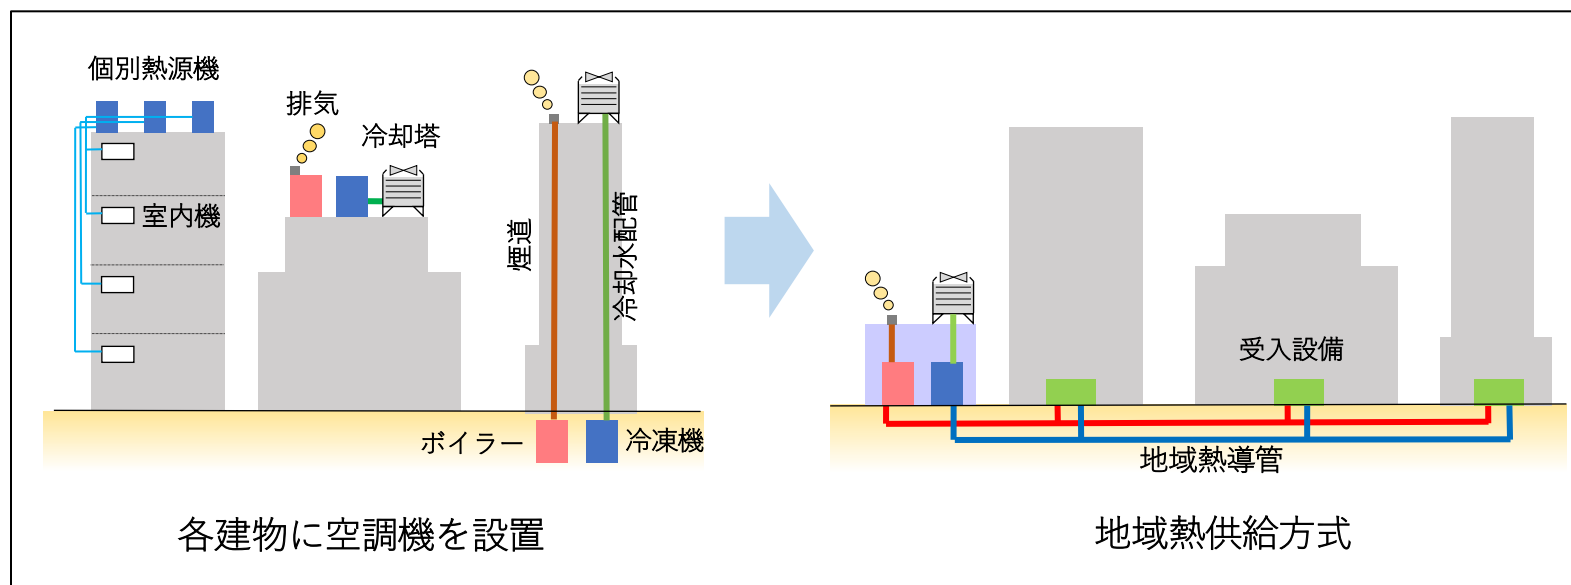 個別熱源機
排気
冷却塔
室内機
煙道
冷却水配管
ボイラー
冷凍機
各建物に空調機を設置
受入設備
地域熱導管
地域熱供給方式